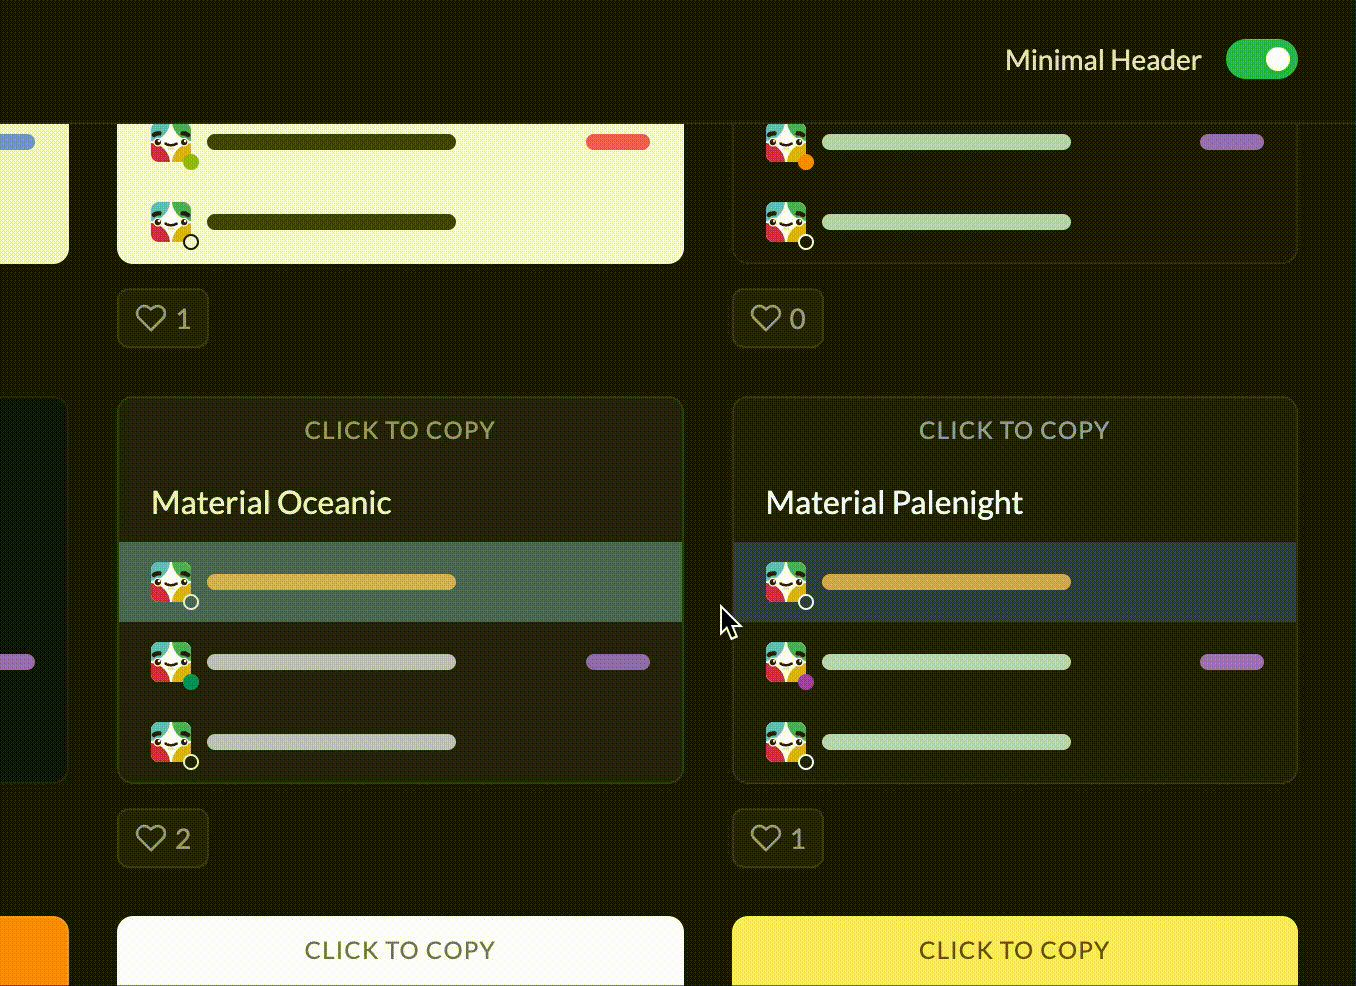 Minimal Header
1
0
CLICK TO COPY
CLICK TO COPY
Material Oceanic
Material Palenight
2
1
CLICK TO COPY
CLICK TO COPY